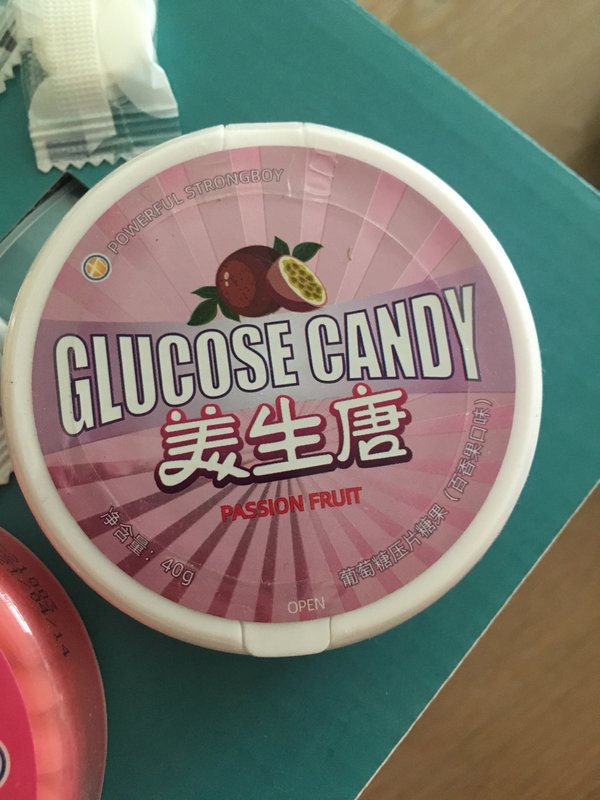 POWERFUL STRONGBOY
GLUCOSE CANDY
美生唐
PASSION FRUIT
净含量：40g
葡萄糖压片糖果（百香果口味）
OPEN